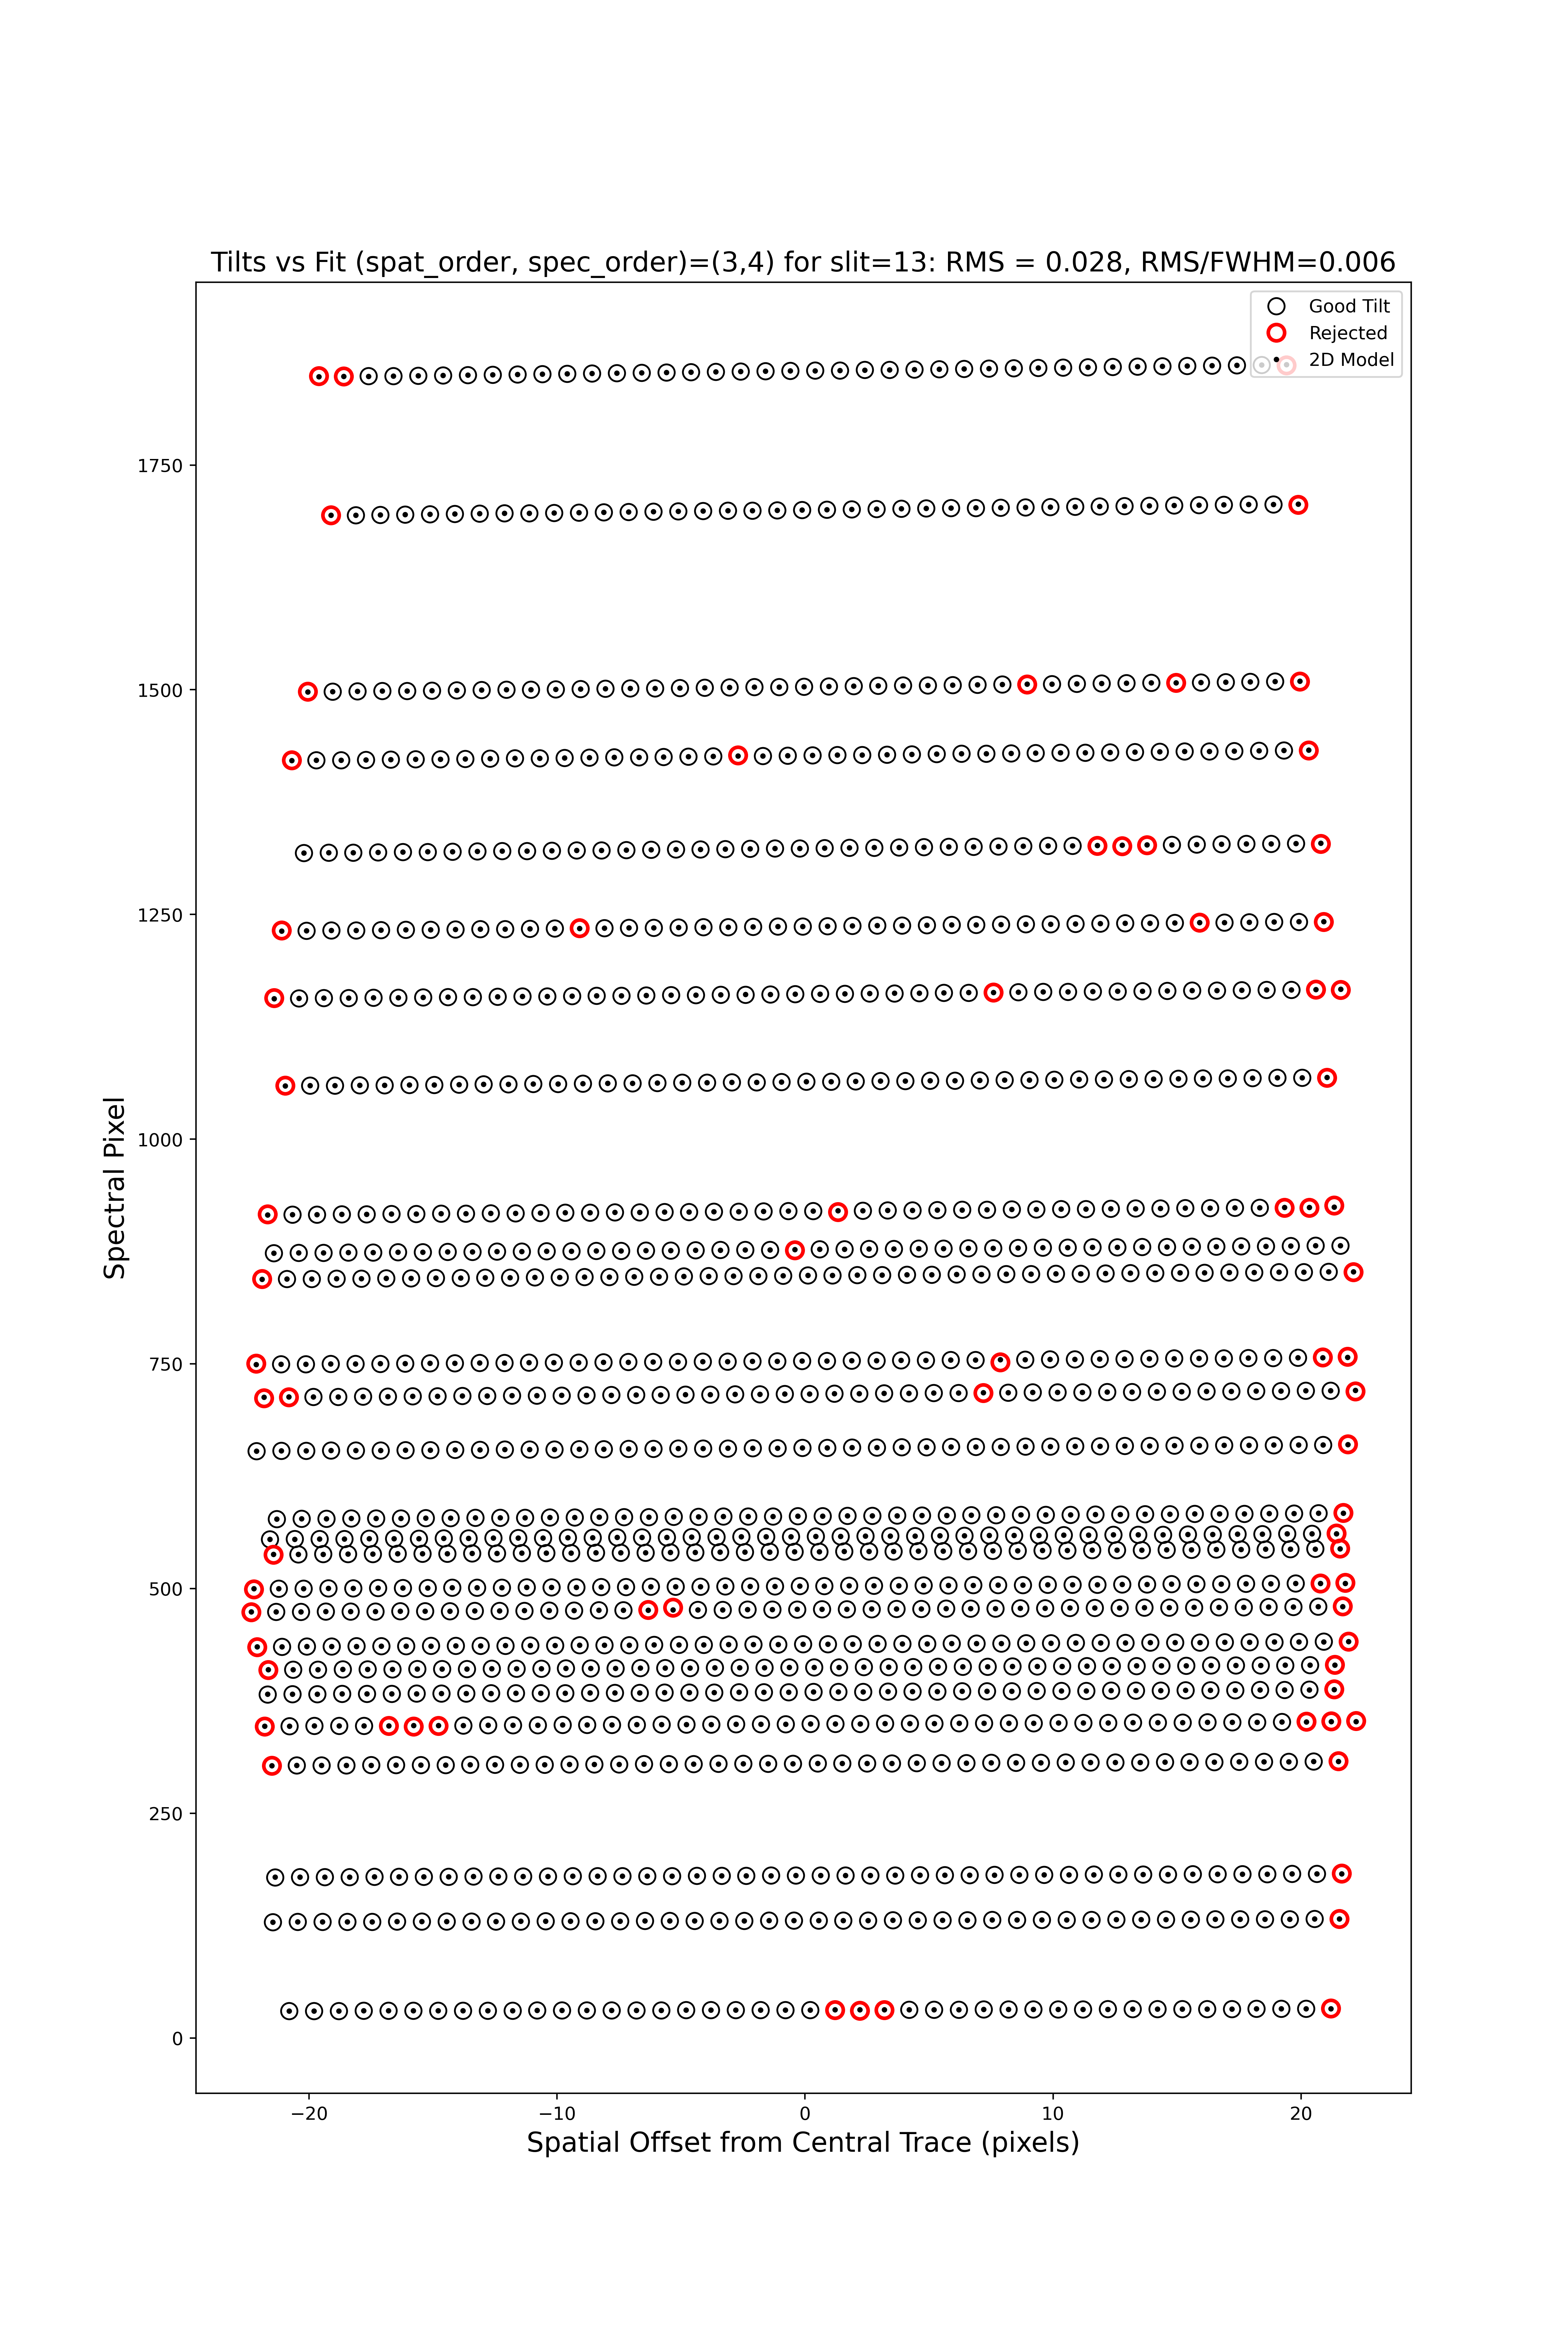 Tilts vs Fit (spat_order, spec_order)=(3,4) for slit=13: RMS = 0.028, RMS/FWHM=0.006
Good Tilt
Rejected
2D Model
1750
1500
1250
1000
750
500
250
0
Spectral Pixel
−20
−10
0
10
20
Spatial Offset from Central Trace (pixels)